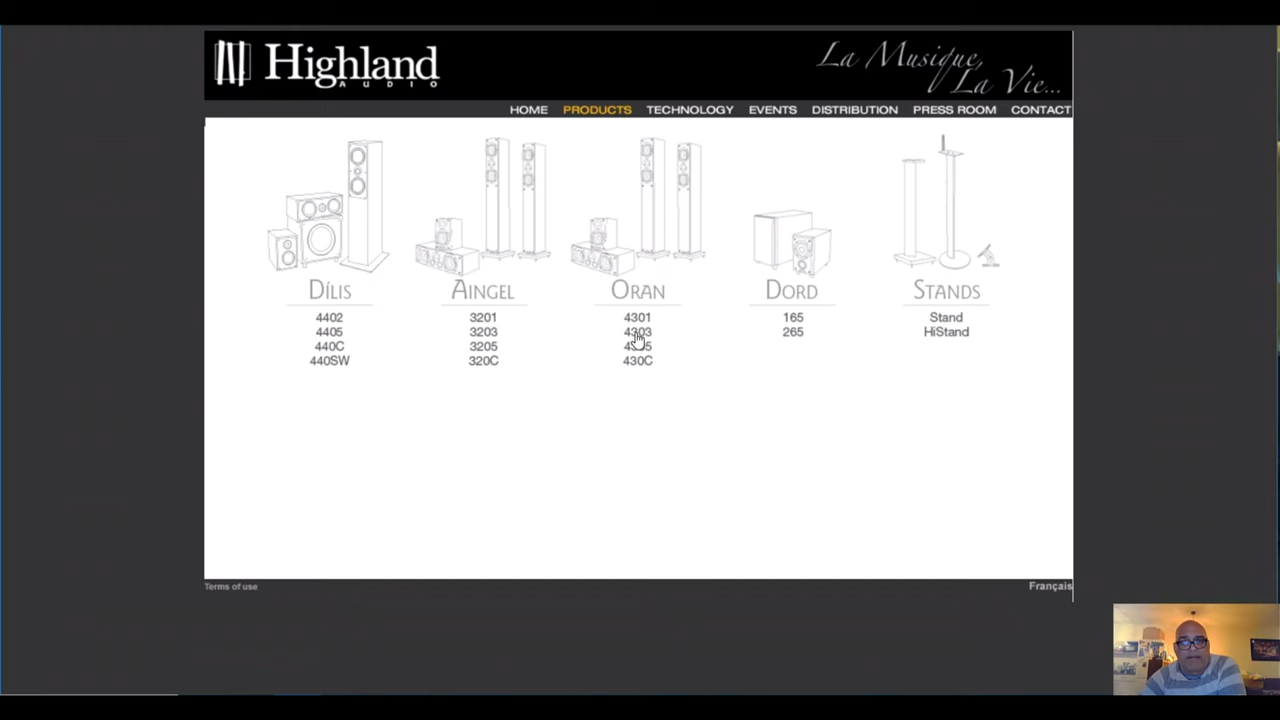 Highland
AUDIO
La Musique,
La Vie...
HOME PRODUCTS TECHNOLOGY EVENTS DISTRIBUTION PRESS ROOM CONTACT
DÍLIS
4402
4405
440C
440SW
AINGEL
3201
3203
3205
320C
ORAN
4301
4303
430C
DORD
165
265
STANDS
Stand
HiStand
Terms of use
Français